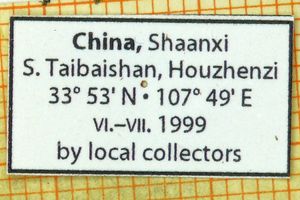 China, Shaanxi
S. Taibaishan, Houzhenzi
33° 53' N • 107° 49' E
VI.–VII. 1999
by local collectors